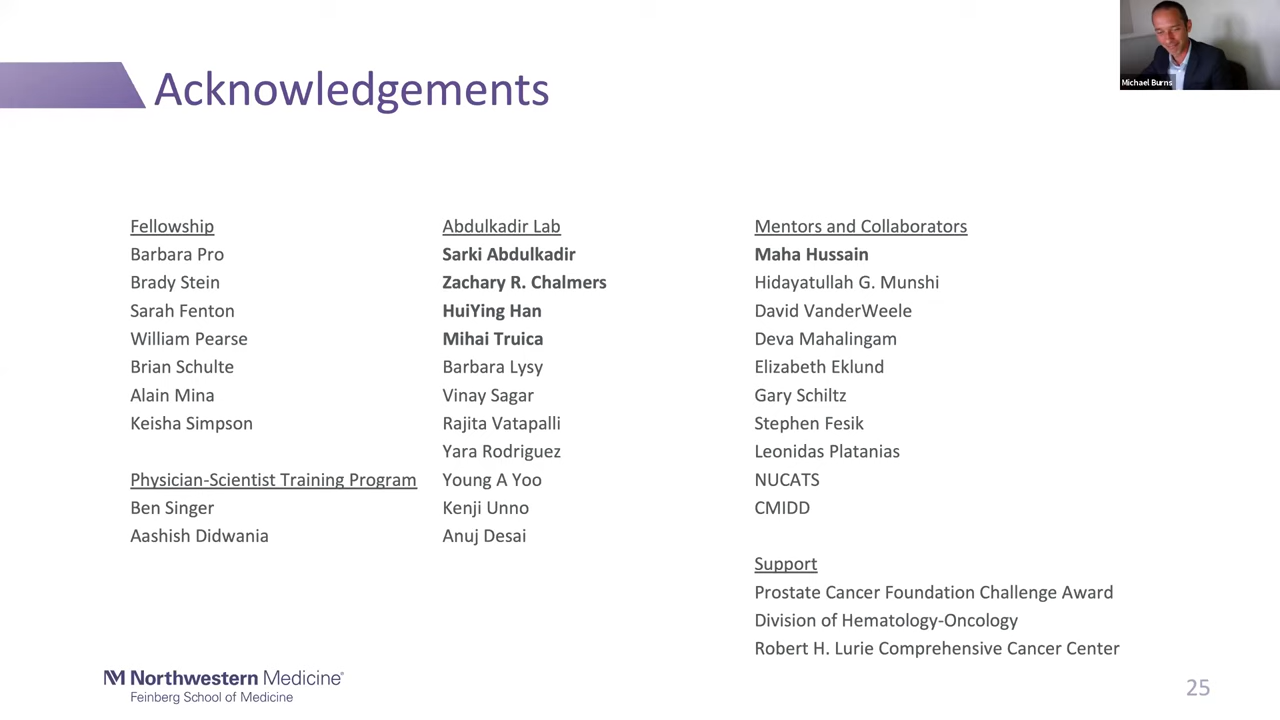 Acknowledgements
Michael Burns
Fellowship
Barbara Pro
Brady Stein
Sarah Fenton
William Pearse
Brian Schulte
Alain Mina
Keisha Simpson
Physician-Scientist Training Program
Ben Singer
Aashish Didwania
Abdulkadir Lab
Sarki Abdulkadir
Zachary R. Chalmers
HuiYing Han
Mihai Truica
Barbara Lysy
Vinay Sagar
Rajita Vatapalli
Yara Rodriguez
Young A Yoo
Kenji Unno
Anuj Desai
Mentors and Collaborators
Maha Hussain
Hidayatullah G. Munshi
David VanderWeele
Deva Mahalingam
Elizabeth Eklund
Gary Schiltz
Stephen Fesik
Leonidas Platanias
NUCATS
CMIDD
Support
Prostate Cancer Foundation Challenge Award
Division of Hematology-Oncology
Robert H. Lurie Comprehensive Cancer Center
NM Northwestern Medicine®
Feinberg School of Medicine
25